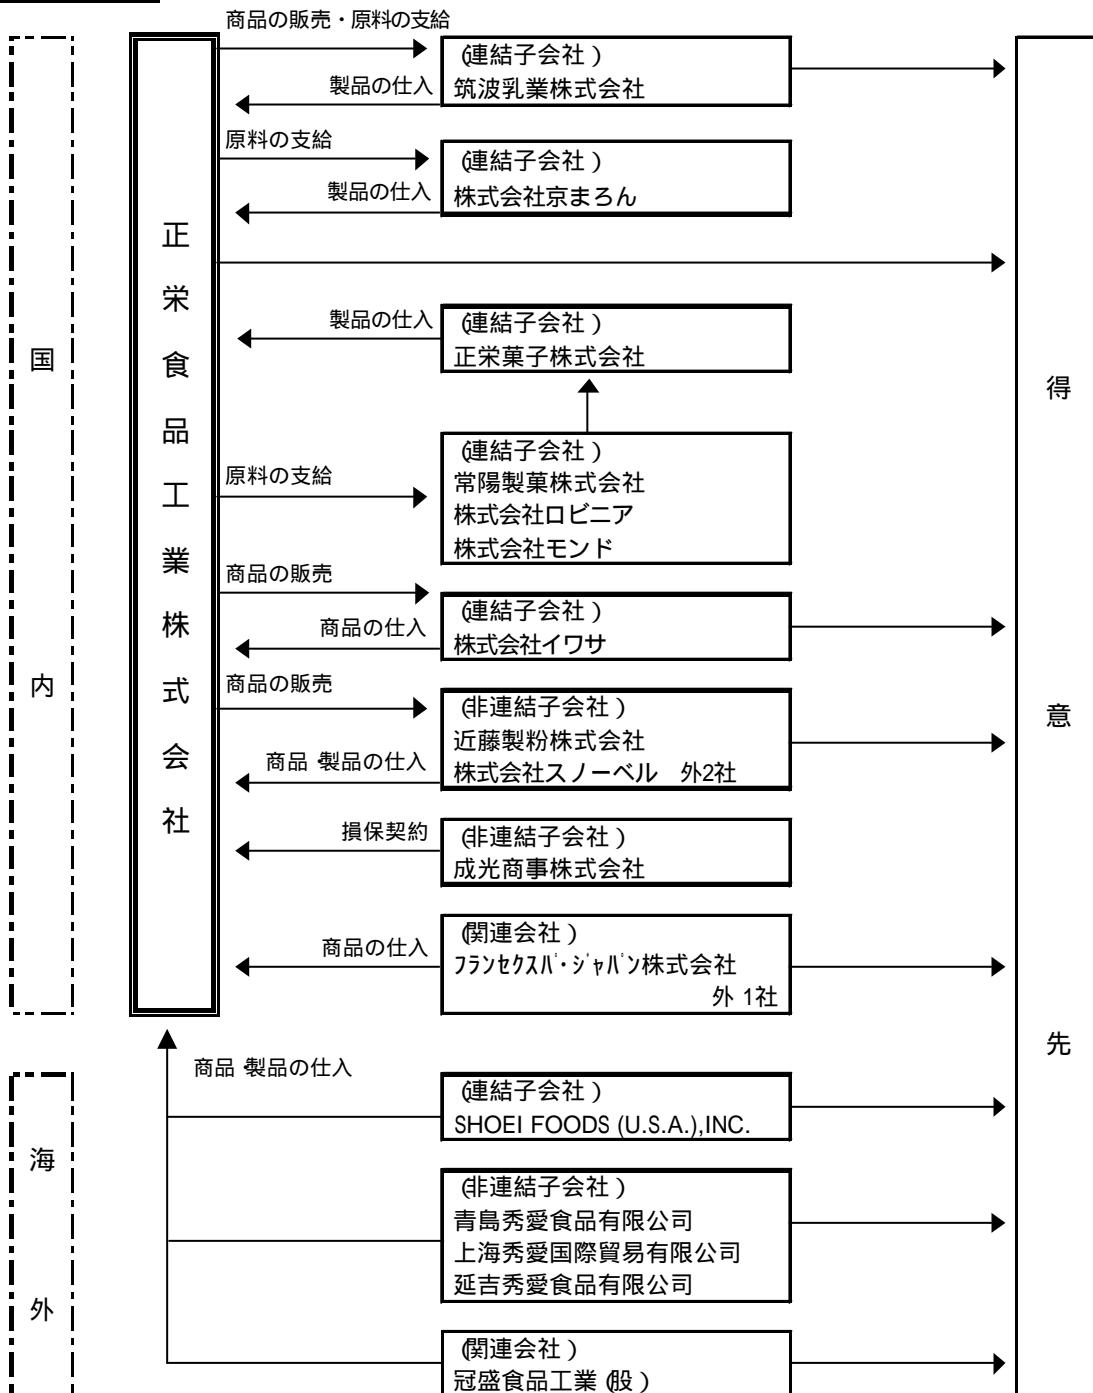 商品の販売・原料の支給
(連結子会社)
筑波乳業株式会社
製品の仕入
原料の支給
(連結子会社)
株式会社京まろん
製品の仕入
正栄食品工業株式会社
国内
得意先
製品の仕入
(連結子会社)
正栄菓子株式会社
原料の支給
(連結子会社)
常陽製菓株式会社
株式会社ロビニア
株式会社モンド
商品の販売
(連結子会社)
株式会社イワサ
商品の仕入
商品の販売
(非連結子会社)
近藤製粉株式会社
株式会社スノーベル 外2社
商品・製品の仕入
損保契約
(非連結子会社)
成光商事株式会社
商品の仕入
(関連会社)
フランセクスパ・ジャパン株式会社
外 1社
商品・製品の仕入
海外
(連結子会社)
SHOEI FOODS (U.S.A.),INC.
(非連結子会社)
青島秀愛食品有限公司
上海秀愛国際貿易有限公司
延吉秀愛食品有限公司
(関連会社)
冠盛食品工業(股)